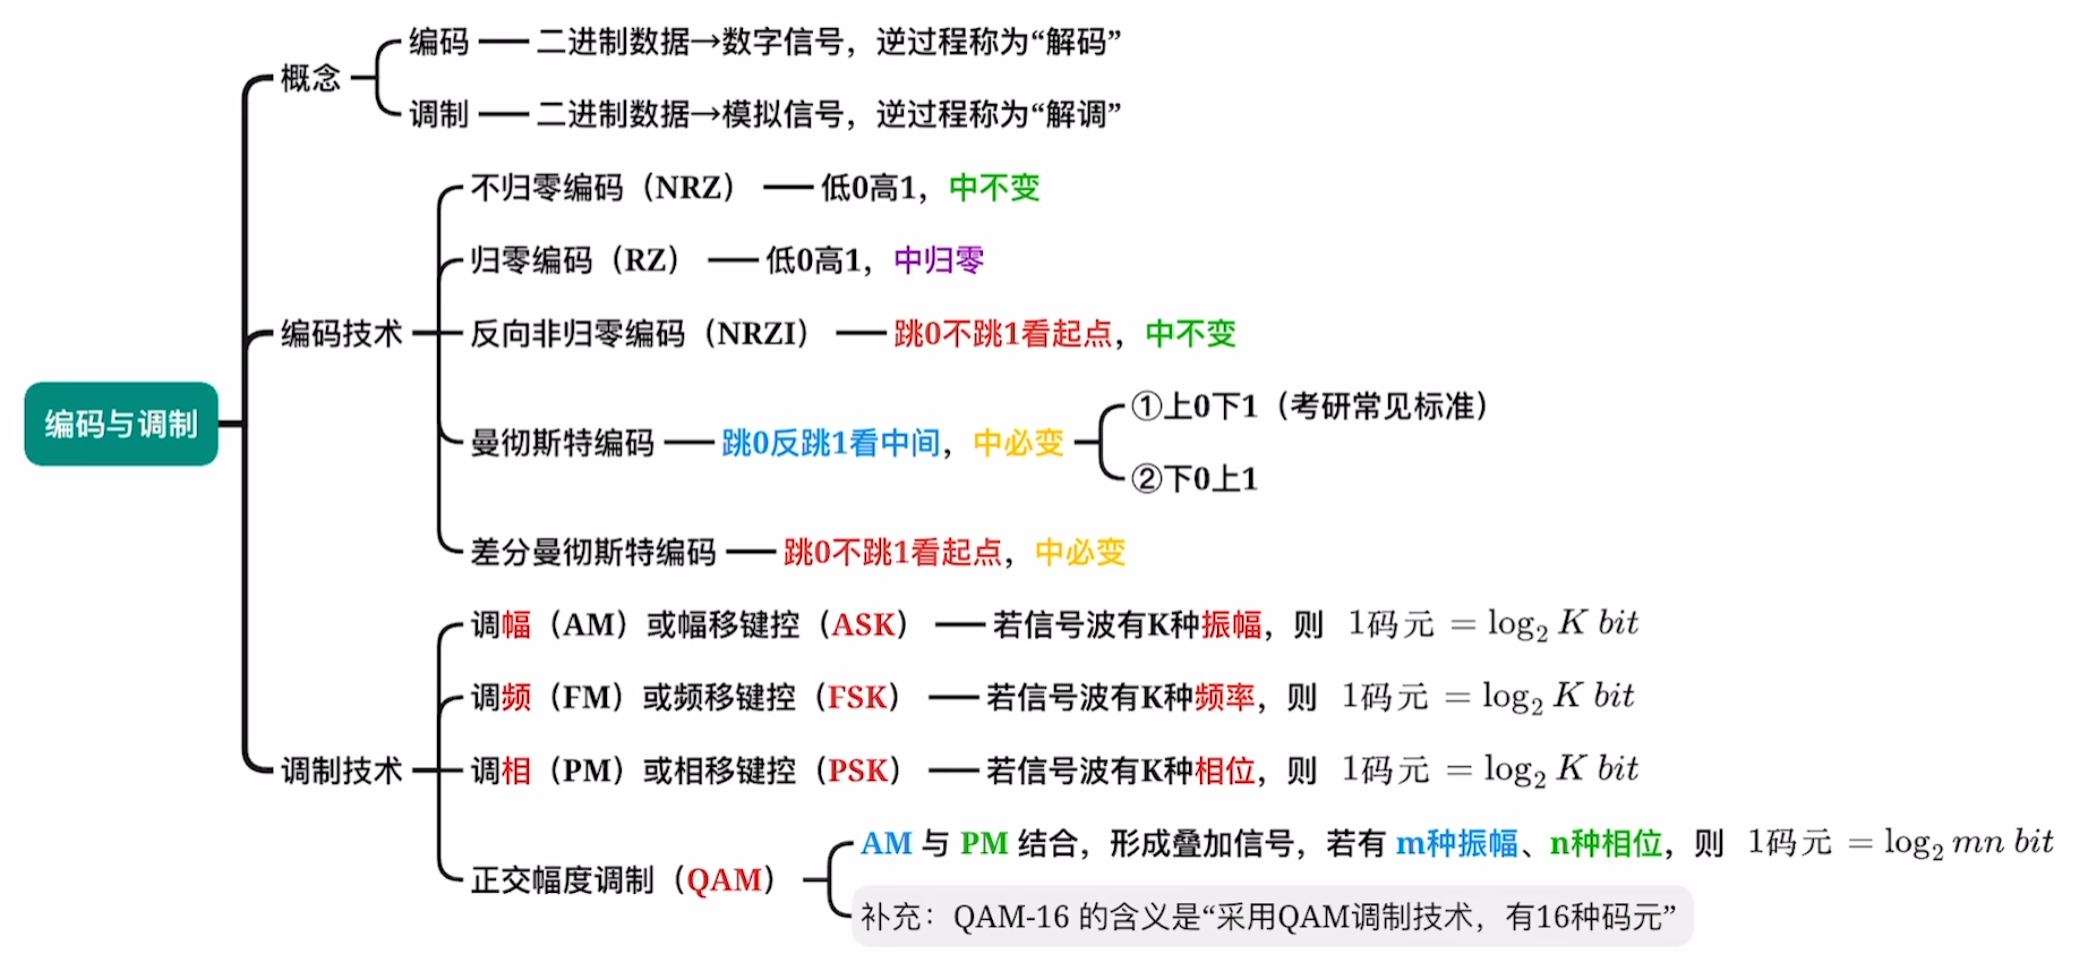 编码与调制
概念
编码 — 二进制数据→数字信号，逆过程称为“解码”
调制 — 二进制数据→模拟信号，逆过程称为“解调”
编码技术
不归零编码（NRZ） — 低0高1，中不变
归零编码（RZ） — 低0高1，中归零
反向非归零编码（NRZI） — 跳0不跳1看起点，中不变
曼彻斯特编码 — 跳0反跳1看中间，中必变
①上0下1（考研常见标准）
②下0上1
差分曼彻斯特编码 — 跳0不跳1看起点，中必变
调制技术
调幅（AM）或幅移键控（ASK） — 若信号波有K种振幅，则 1码元 = log₂ K bit
调频（FM）或频移键控（FSK） — 若信号波有K种频率，则 1码元 = log₂ K bit
调相（PM）或相移键控（PSK） — 若信号波有K种相位，则 1码元 = log₂ K bit
正交幅度调制（QAM）
AM 与 PM 结合，形成叠加信号，若有 m种振幅、n种相位，则 1码元 = log₂ mn bit
补充：QAM-16 的含义是“采用QAM调制技术，有16种码元”